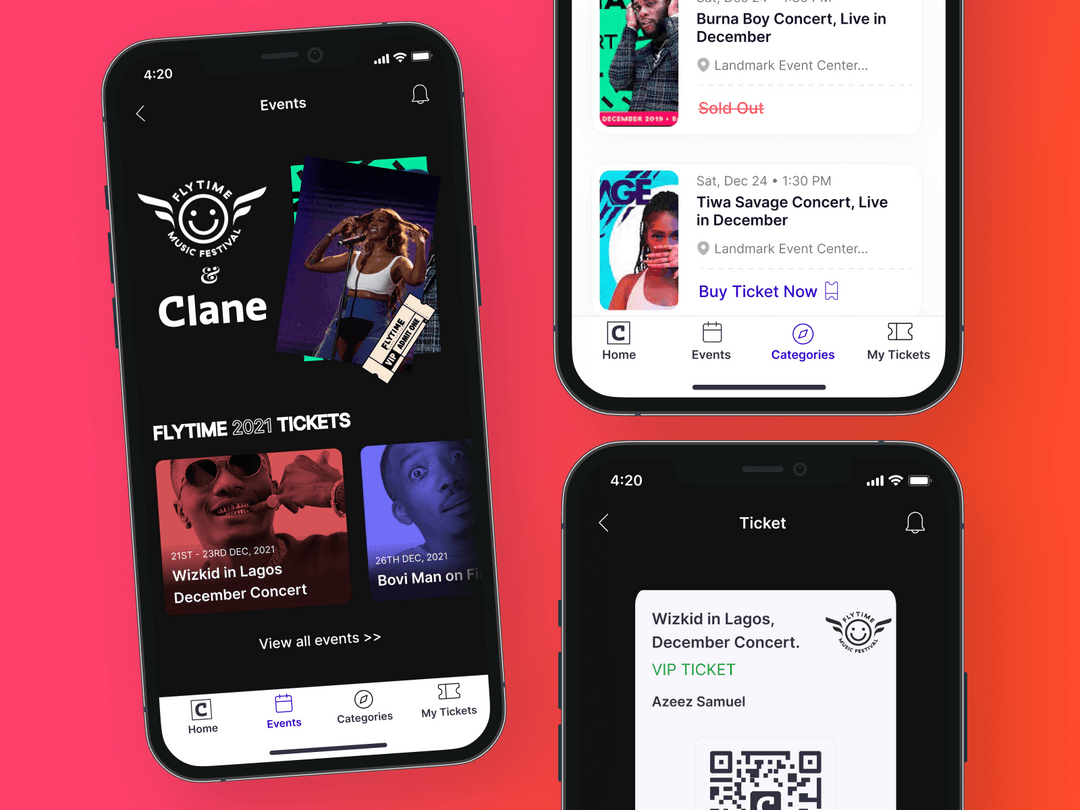 4:20
Events
FLYTIME
MUSIC FESTIVAL
&
Clane
FLYTIME
VIP
ADMIT ONE
FLYTIME 2021 TICKETS
21ST - 23RD DEC, 2021
Wizkid in Lagos
December Concert
26TH DEC, 2021
Bovi Man on
View all events >>
C
Home
Events
Categories
My Tickets
Burna Boy Concert, Live in
December
Landmark Event Center...
DECEMBER 2019
Sold Out
Sat, Dec 24 • 1:30 PM
Tiwa Savage Concert, Live
in December
Landmark Event Center...
Buy Ticket Now
C
Home
Events
Categories
My Tickets
4:20
Ticket
Wizkid in Lagos,
December Concert.
VIP TICKET
Azeez Samuel
FLYTIME
MUSIC FESTIVAL
C